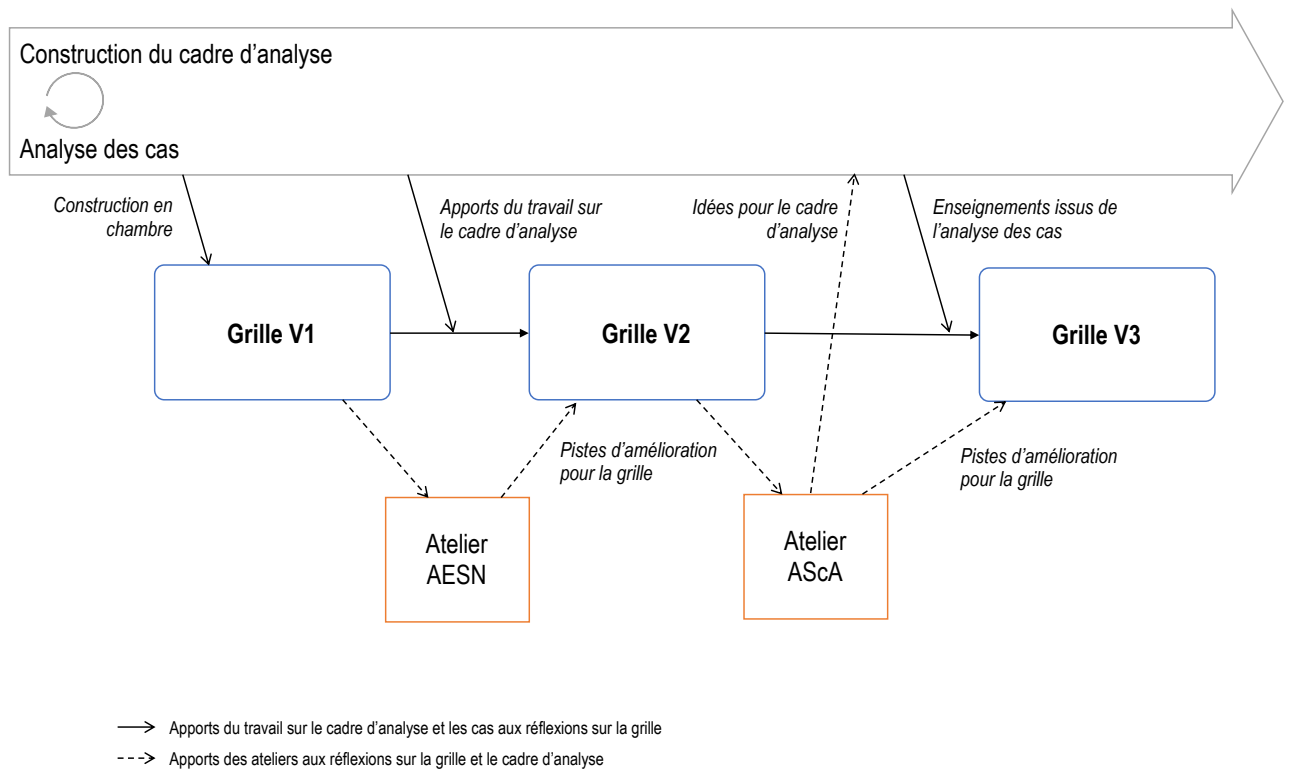 Construction du cadre d’analyse
Analyse des cas
Construction en
chambre
Apports du travail sur
le cadre d’analyse
Idées pour le cadre
d’analyse
Enseignements issus de
l’analyse des cas
Grille V1
Grille V2
Grille V3
Pistes d’amélioration
pour la grille
Pistes d’amélioration
pour la grille
Atelier
AESN
Atelier
AScA
Apports du travail sur le cadre d’analyse et les cas aux réflexions sur la grille
Apports des ateliers aux réflexions sur la grille et le cadre d’analyse